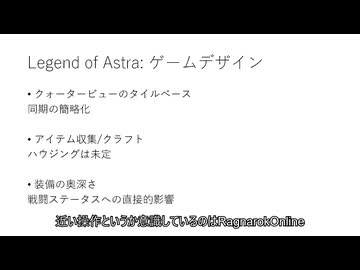 Legend of Astra: ゲームデザイン
• クォータービューのタイルベース
同期の簡略化
• アイテム収集/クラフト
ハウジングは未定
• 装備の奥深さ
戦闘ステータスへの直接的影響
近い操作というか意識しているのはRagnarokOnline